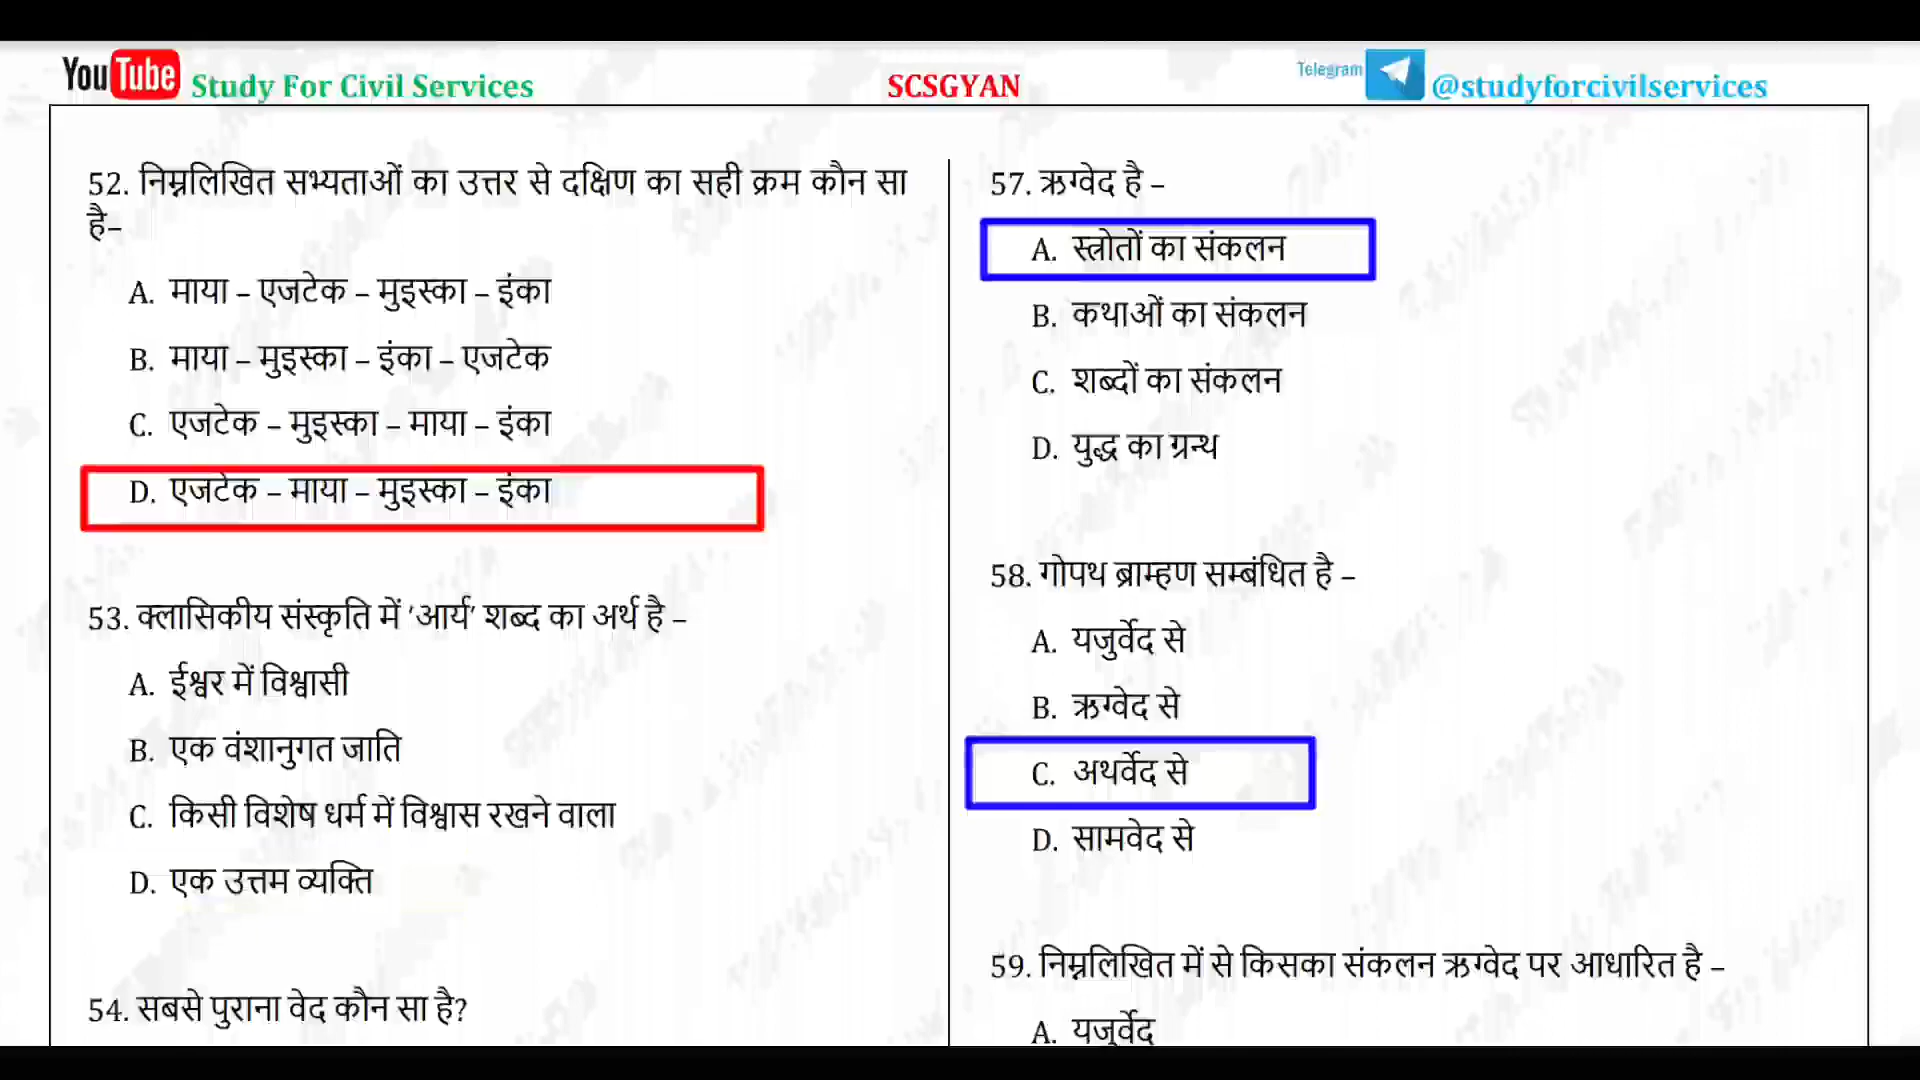 YouTube Study For Civil Services
SCSGYAN
Telegram @studyforcivilservices
52. निम्नलिखित सभ्यताओं का उत्तर से दक्षिण का सही क्रम कौन सा
है–
A. माया – एजटेक – मुइस्का – इंका
B. माया – मुइस्का – इंका – एजटेक
C. एजटेक – मुइस्का – माया – इंका
D. एजटेक – माया – मुइस्का – इंका
53. क्लासिकीय संस्कृति में ‘आर्य’ शब्द का अर्थ है –
A. ईश्वर में विश्वासी
B. एक वंशानुगत जाति
C. किसी विशेष धर्म में विश्वास रखने वाला
D. एक उत्तम व्यक्ति
54. सबसे पुराना वेद कौन सा है?
57. ऋग्वेद है –
A. स्त्रोतों का संकलन
B. कथाओं का संकलन
C. शब्दों का संकलन
D. युद्ध का ग्रन्थ
58. गोपथ ब्राम्हण सम्बंधित है –
A. यजुर्वेद से
B. ऋग्वेद से
C. अथर्वेद से
D. सामवेद से
59. निम्नलिखित में से किसका संकलन ऋग्वेद पर आधारित है –
A. यजुर्वेद